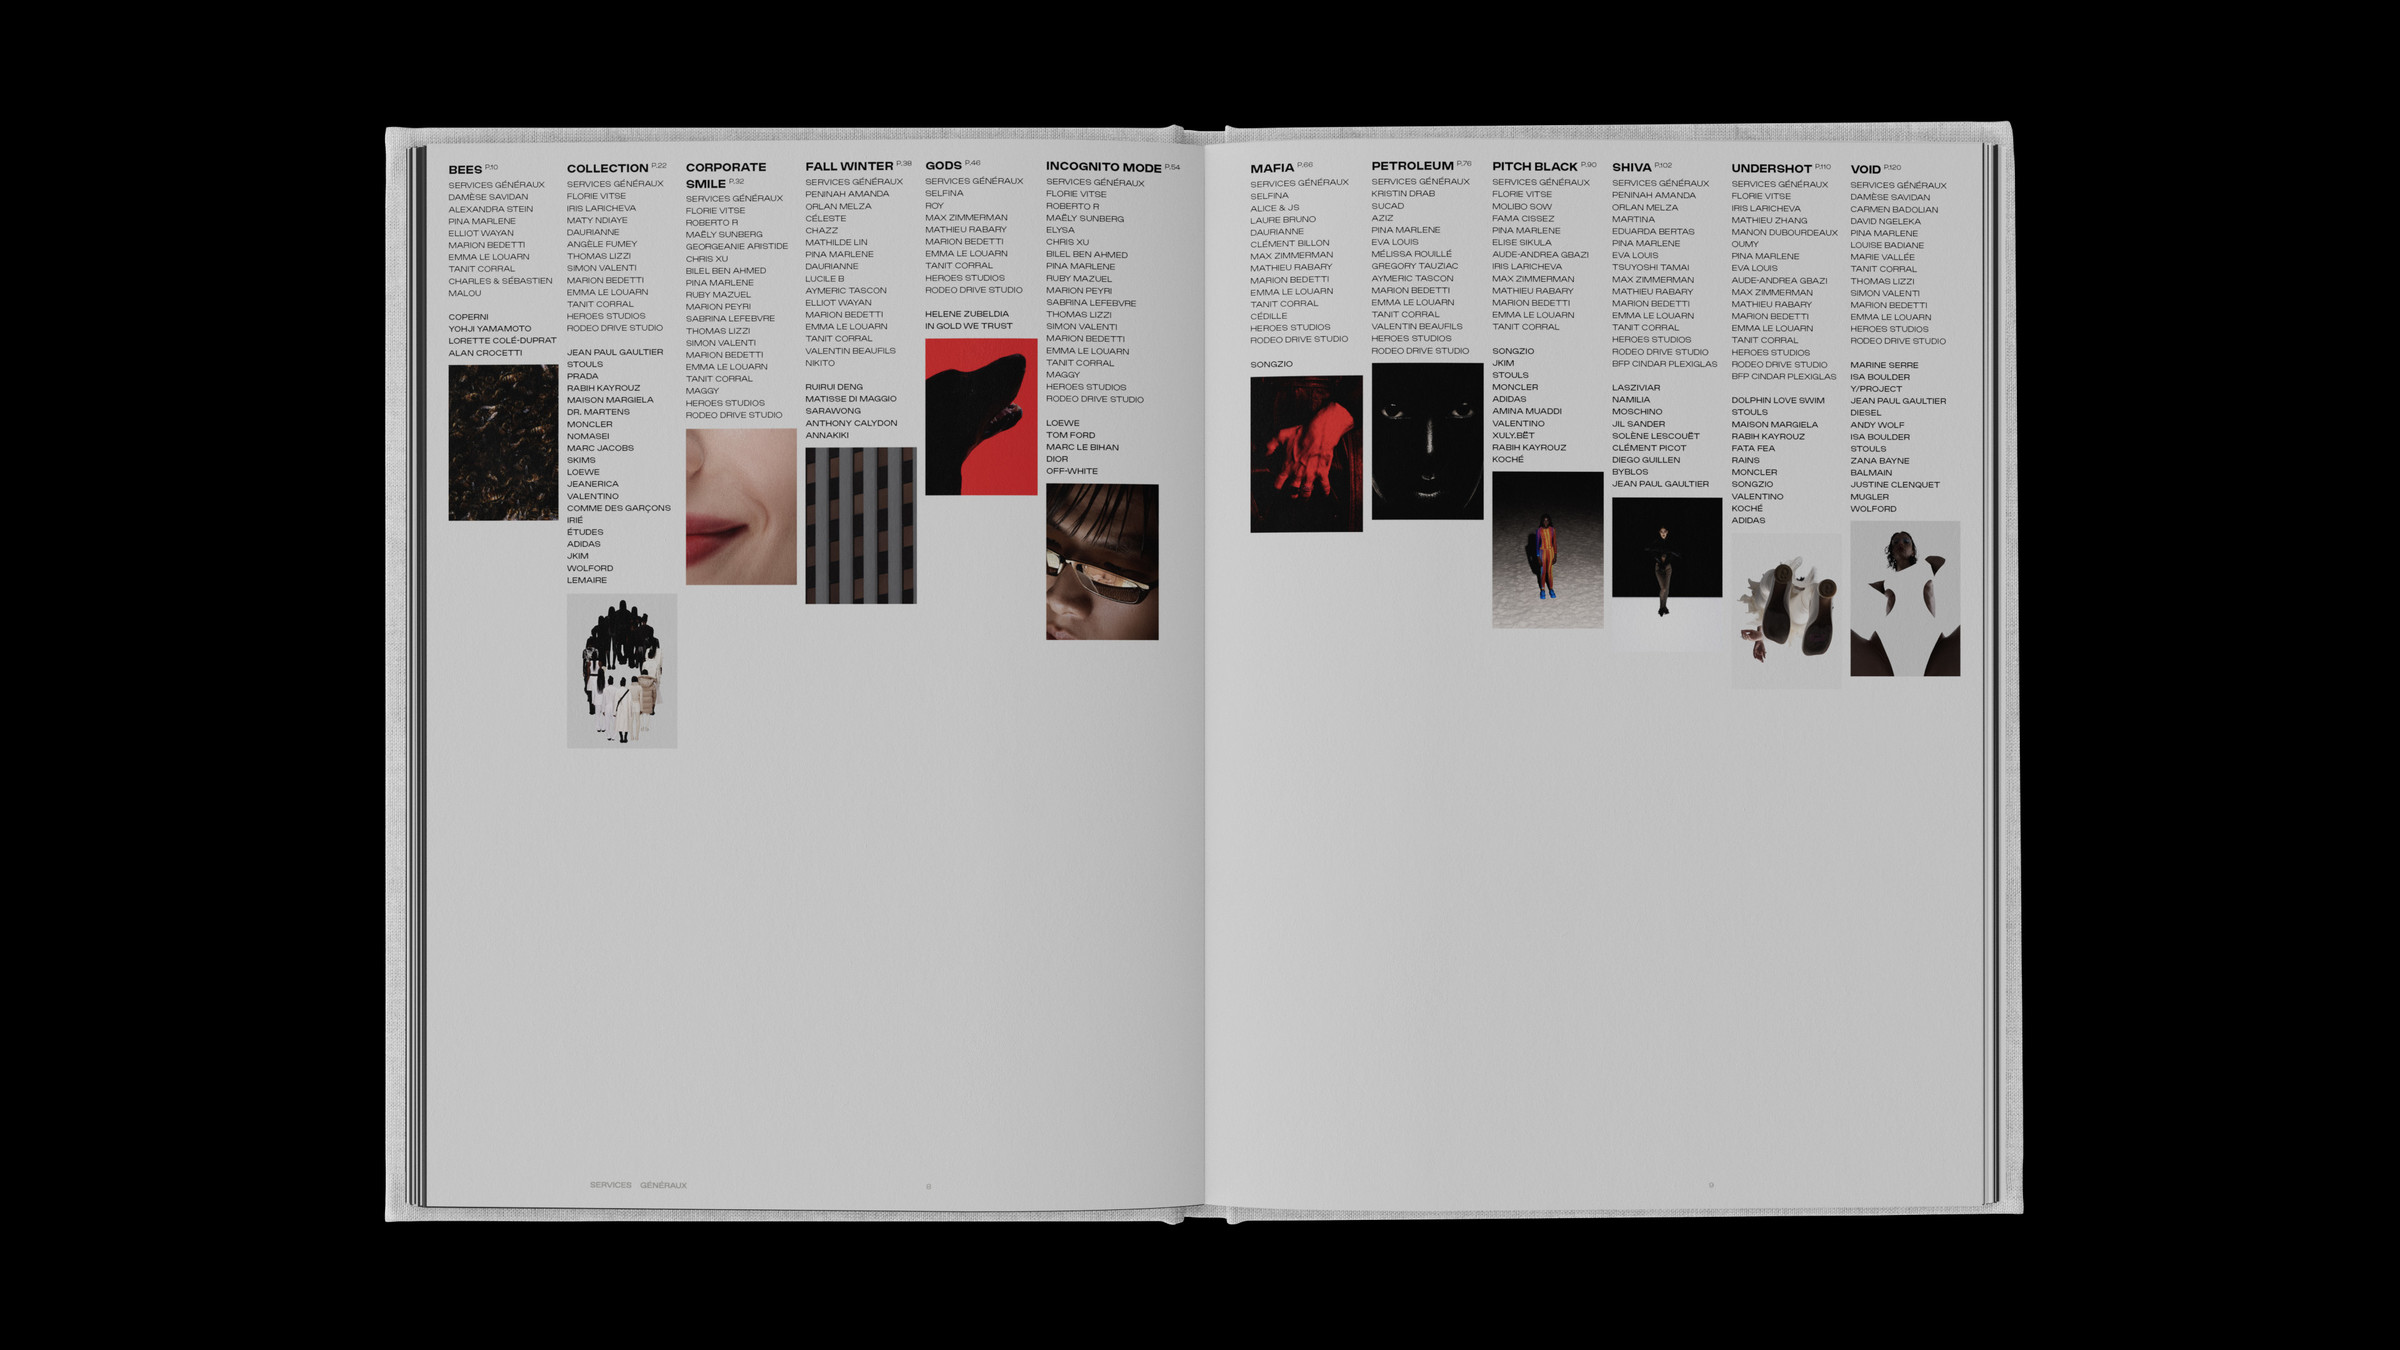 BEES P.10
SERVICES GÉNÉRAUX
DAMÈSE SAVIDAN
ALEXANDRA STEIN
PINA MARLENE
ELLIOT WAYAN
MARION BEDETTI
EMMA LE LOUARN
TANIT CORRAL
CHARLES & SÉBASTIEN
MALOU
COPERNI
YOHJI YAMAMOTO
LORETTE COLÉ-DUPRAT
ALAN CROCETTI
COLLECTION P.22
SERVICES GÉNÉRAUX
FLORIE VITSE
IRIS LARICHEVA
MATY NDIAYE
DAURIANNE
ANGÈLE FUMEY
THOMAS LIZZI
SIMON VALENTI
MARION BEDETTI
EMMA LE LOUARN
TANIT CORRAL
HEROES STUDIOS
RODEO DRIVE STUDIO
JEAN PAUL GAULTIER
STOULS
PRADA
RABIH KAYROUZ
MAISON MARGIELA
DR. MARTENS
MONCLER
NOMASEI
MARC JACOBS
SKIMS
LOEWE
JEANERICA
VALENTINO
COMME DES GARÇONS
IRIÉ
ÉTUDES
ADIDAS
JKIM
WOLFORD
LEMAIRE
CORPORATE
SMILE P.32
SERVICES GÉNÉRAUX
FLORIE VITSE
ROBERTO R
MAËLY SUNBERG
GEORGEANIE ARISTIDE
CHRIS XU
BILEL BEN AHMED
PINA MARLENE
RUBY MAZUEL
MARION PEYRI
SABRINA LEFEBVRE
THOMAS LIZZI
SIMON VALENTI
MARION BEDETTI
EMMA LE LOUARN
TANIT CORRAL
MAGGY
HEROES STUDIOS
RODEO DRIVE STUDIO
FALL WINTER P.38
SERVICES GÉNÉRAUX
PENINAH AMANDA
ORLAN MELZA
CÉLESTE
CHAZZ
MATHILDE LIN
PINA MARLENE
DAURIANNE
LUCILE B
AYMERIC TASCON
ELLIOT WAYAN
MARION BEDETTI
EMMA LE LOUARN
TANIT CORRAL
VALENTIN BEAUFILS
NIKITO
RUIRUI DENG
MATISSE DI MAGGIO
SARAWONG
ANTHONY CALYDON
ANNAKIKI
GODS P.46
SERVICES GÉNÉRAUX
SELFINA
ROY
MAX ZIMMERMAN
MATHIEU RABARY
MARION BEDETTI
EMMA LE LOUARN
TANIT CORRAL
HEROES STUDIOS
RODEO DRIVE STUDIO
HELENE ZUBELDIA
IN GOLD WE TRUST
INCOGNITO MODE P.54
SERVICES GÉNÉRAUX
FLORIE VITSE
ROBERTO R
MAËLY SUNBERG
ELYSA
CHRIS XU
BILEL BEN AHMED
PINA MARLENE
RUBY MAZUEL
MARION PEYRI
SABRINA LEFEBVRE
THOMAS LIZZI
SIMON VALENTI
MARION BEDETTI
EMMA LE LOUARN
TANIT CORRAL
MAGGY
HEROES STUDIOS
RODEO DRIVE STUDIO
LOEWE
TOM FORD
MARC LE BIHAN
DIOR
OFF-WHITE
SERVICES GÉNÉRAUX
8
MAFIA P.66
SERVICES GÉNÉRAUX
SELFINA
ALICE & JS
LAURE BRUNO
DAURIANNE
CLÉMENT BILLON
MAX ZIMMERMAN
MATHIEU RABARY
MARION BEDETTI
EMMA LE LOUARN
TANIT CORRAL
CÉDILLE
HEROES STUDIOS
RODEO DRIVE STUDIO
SONGZIO
PETROLEUM P.76
SERVICES GÉNÉRAUX
KRISTIN DRAB
SUCAD
AZIZ
PINA MARLENE
EVA LOUIS
MÉLISSA ROUILLÉ
GREGORY TAUZIAC
AYMERIC TASCON
MARION BEDETTI
EMMA LE LOUARN
TANIT CORRAL
VALENTIN BEAUFILS
HEROES STUDIOS
RODEO DRIVE STUDIO
PITCH BLACK P.90
SERVICES GÉNÉRAUX
FLORIE VITSE
MOLIBO SOW
FAMA CISSEZ
PINA MARLENE
ELISE SIKULA
AUDE-ANDREA GBAZI
IRIS LARICHEVA
MAX ZIMMERMAN
MATHIEU RABARY
MARION BEDETTI
EMMA LE LOUARN
TANIT CORRAL
SONGZIO
JKIM
STOULS
MONCLER
ADIDAS
AMINA MUADDI
VALENTINO
XULY.BËT
RABIH KAYROUZ
KOCHÉ
SHIVA P.102
SERVICES GÉNÉRAUX
PENINAH AMANDA
ORLAN MELZA
MARTINA
EDUARDA BERTAS
PINA MARLENE
EVA LOUIS
TSUYOSHI TAMAI
MAX ZIMMERMAN
MATHIEU RABARY
MARION BEDETTI
EMMA LE LOUARN
TANIT CORRAL
HEROES STUDIOS
RODEO DRIVE STUDIO
BFP CINDAR PLEXIGLAS
LASZIVIAR
NAMILIA
MOSCHINO
JIL SANDER
SOLÈNE LESCOUËT
CLÉMENT PICOT
DIEGO GUILLEN
BYBLOS
JEAN PAUL GAULTIER
UNDERSHOT P.110
SERVICES GÉNÉRAUX
FLORIE VITSE
IRIS LARICHEVA
MATHIEU ZHANG
MANON DUBOURDEAUX
OUMY
PINA MARLENE
EVA LOUIS
AUDE-ANDREA GBAZI
MAX ZIMMERMAN
MATHIEU RABARY
MARION BEDETTI
EMMA LE LOUARN
TANIT CORRAL
HEROES STUDIOS
RODEO DRIVE STUDIO
BFP CINDAR PLEXIGLAS
DOLPHIN LOVE SWIM
STOULS
MAISON MARGIELA
RABIH KAYROUZ
FATA FEA
RAINS
MONCLER
SONGZIO
VALENTINO
KOCHÉ
ADIDAS
VOID P.120
SERVICES GÉNÉRAUX
DAMÈSE SAVIDAN
CARMEN BADOLIAN
DAVID NGELEKA
PINA MARLENE
LOUISE BADIANE
MARIE VALLÉE
TANIT CORRAL
THOMAS LIZZI
SIMON VALENTI
MARION BEDETTI
EMMA LE LOUARN
HEROES STUDIOS
RODEO DRIVE STUDIO
MARINE SERRE
ISA BOULDER
Y/PROJECT
JEAN PAUL GAULTIER
DIESEL
ANDY WOLF
ISA BOULDER
STOULS
ZANA BAYNE
BALMAIN
JUSTINE CLENQUET
MUGLER
WOLFORD
9